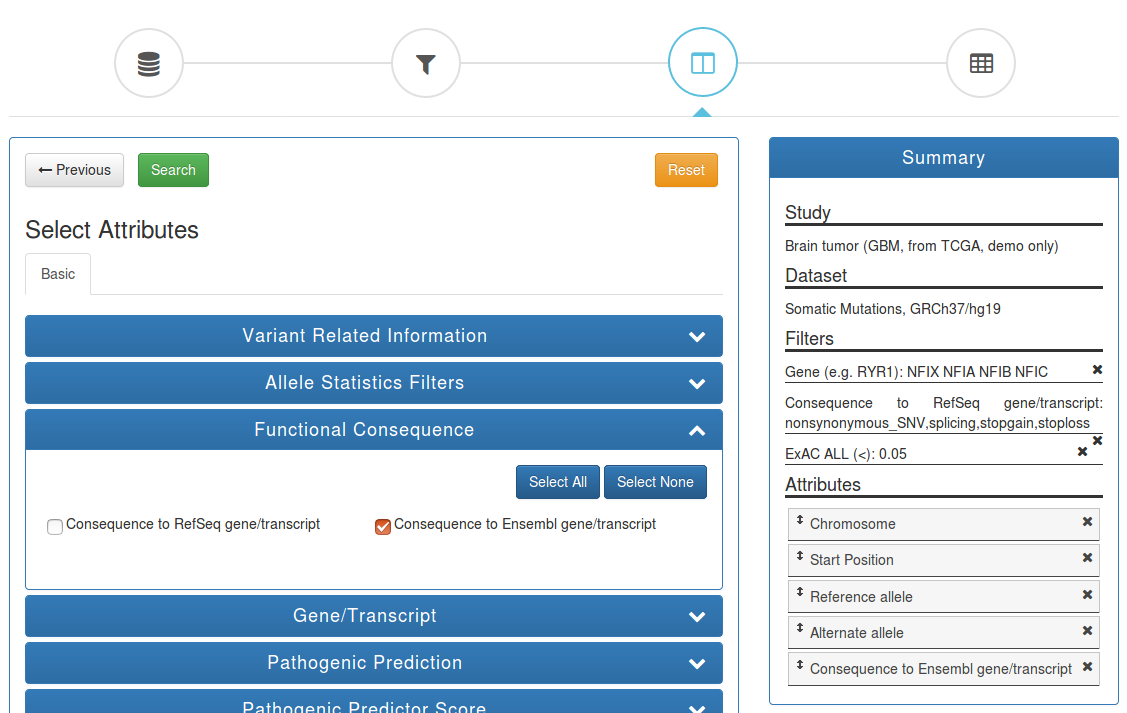 Previous
Search
Reset
Select Attributes
Basic
Variant Related Information
Allele Statistics Filters
Functional Consequence
Select All
Select None
Consequence to RefSeq gene/transcript
Consequence to Ensembl gene/transcript
Gene/Transcript
Pathogenic Prediction
Pathogenic Predictor Score
Summary
Study
Brain tumor (GBM, from TCGA, demo only)
Dataset
Somatic Mutations, GRCh37/hg19
Filters
Gene (e.g. RYR1): NFIX NFIA NFIB NFIC
Consequence to RefSeq gene/transcript:
nonsynonymous_SNV,splicing,stopgain,stoploss
ExAC ALL (<): 0.05
Attributes
Chromosome
Start Position
Reference allele
Alternate allele
Consequence to Ensembl gene/transcript